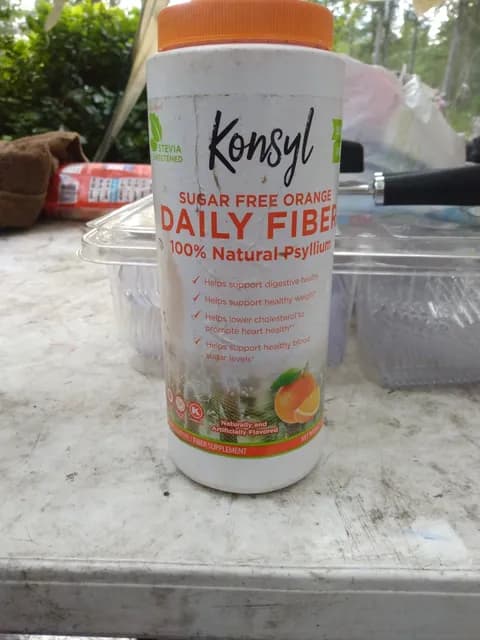 Konsyl
STEVIA
SWEETENED
SUGAR FREE ORANGE
DAILY FIBER
100% Natural Psyllium
✓ Helps support digestive health
✓ Helps support healthy weight
✓ Helps lower cholesterol to
promote heart health
✓ Helps support healthy blood
sugar levels
K
Naturally and
Artificially Flavored
FIBER SUPPLEMENT